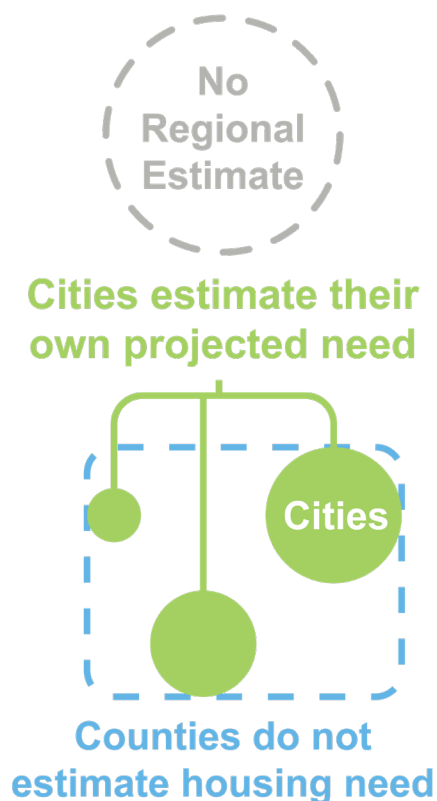 No
Regional
Estimate
Cities estimate their
own projected need
Cities
Counties do not
estimate housing need